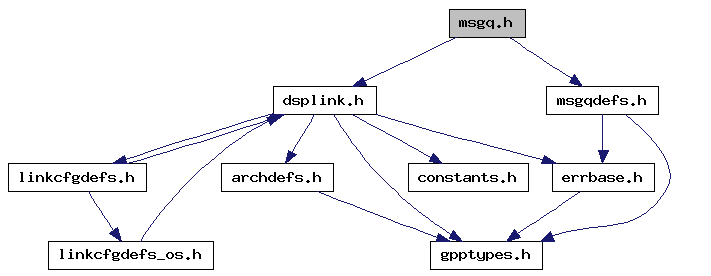 msgq.h
dsplink.h
msgqdefs.h
linkcfgdefs.h
archdefs.h
constants.h
errbase.h
linkcfgdefs_os.h
gpptypes.h